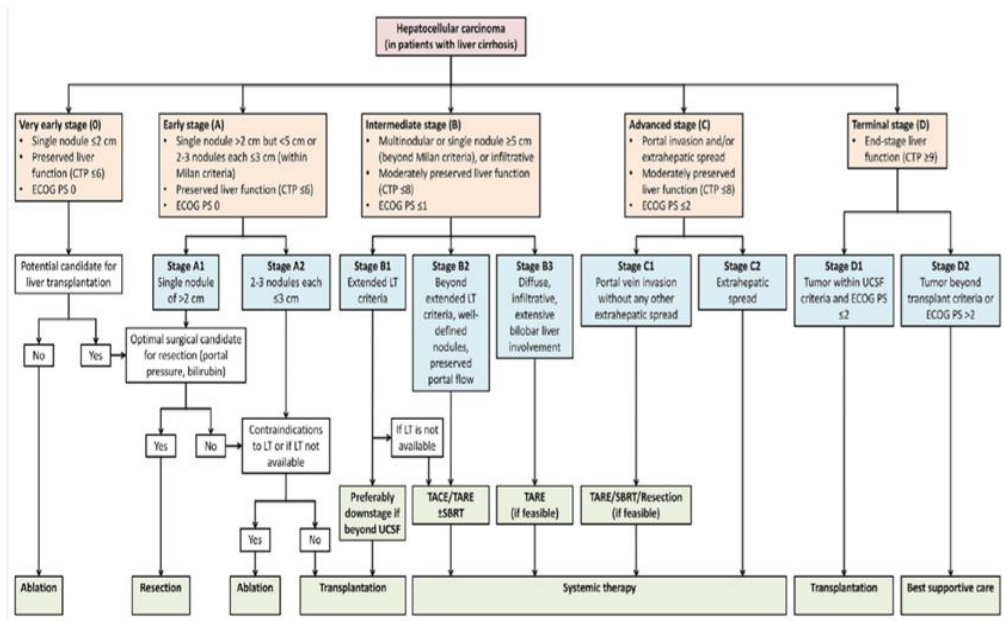 Hepatocellular carcinoma
(in patients with liver cirrhosis)
Very early stage (0)
• Single nodule ≤2 cm
• Preserved liver
function (CTP ≤6)
• ECOG PS 0
Early stage (A)
• Single nodule >2 cm but <5 cm or
2-3 nodules each ≤3 cm (within
Milan criteria)
• Preserved liver function (CTP ≤6)
• ECOG PS 0
Intermediate stage (B)
• Multinodular or single nodule ≥5 cm
(beyond Milan criteria), or infiltrative
• Moderately preserved liver function
(CTP ≤8)
• ECOG PS ≤1
Advanced stage (C)
• Portal invasion and/or
extrahepatic spread
• Moderately preserved
liver function (CTP ≤8)
• ECOG PS ≤2
Terminal stage (D)
• End-stage liver
function (CTP ≥9)
Potential candidate for
liver transplantation
Stage A1
Single nodule
of >2 cm
Stage A2
2-3 nodules each
≤3 cm
Stage B1
Extended LT
criteria
Stage B2
Beyond
extended LT
criteria, well-
defined
nodules,
preserved
portal flow
Stage B3
Diffuse,
infiltrative,
extensive
bilobar liver
involvement
Stage C1
Portal vein invasion
without any other
extrahepatic spread
Stage C2
Extrahepatic
spread
Stage D1
Tumor within UCSF
criteria and ECOG PS
≤2
Stage D2
Tumor beyond
transplant criteria or
ECOG PS >2
No
Yes
Optimal surgical candidate
for resection (portal
pressure, bilirubin)
Yes
No
Contraindications
to LT or if LT not
available
If LT is not
available
Yes
No
Preferably
downstage if
beyond UCSF
TACE/TARE
±SBRT
TARE
(if feasible)
TARE/SBRT/Resection
(if feasible)
Ablation
Resection
Ablation
Transplantation
Systemic therapy
Transplantation
Best supportive care